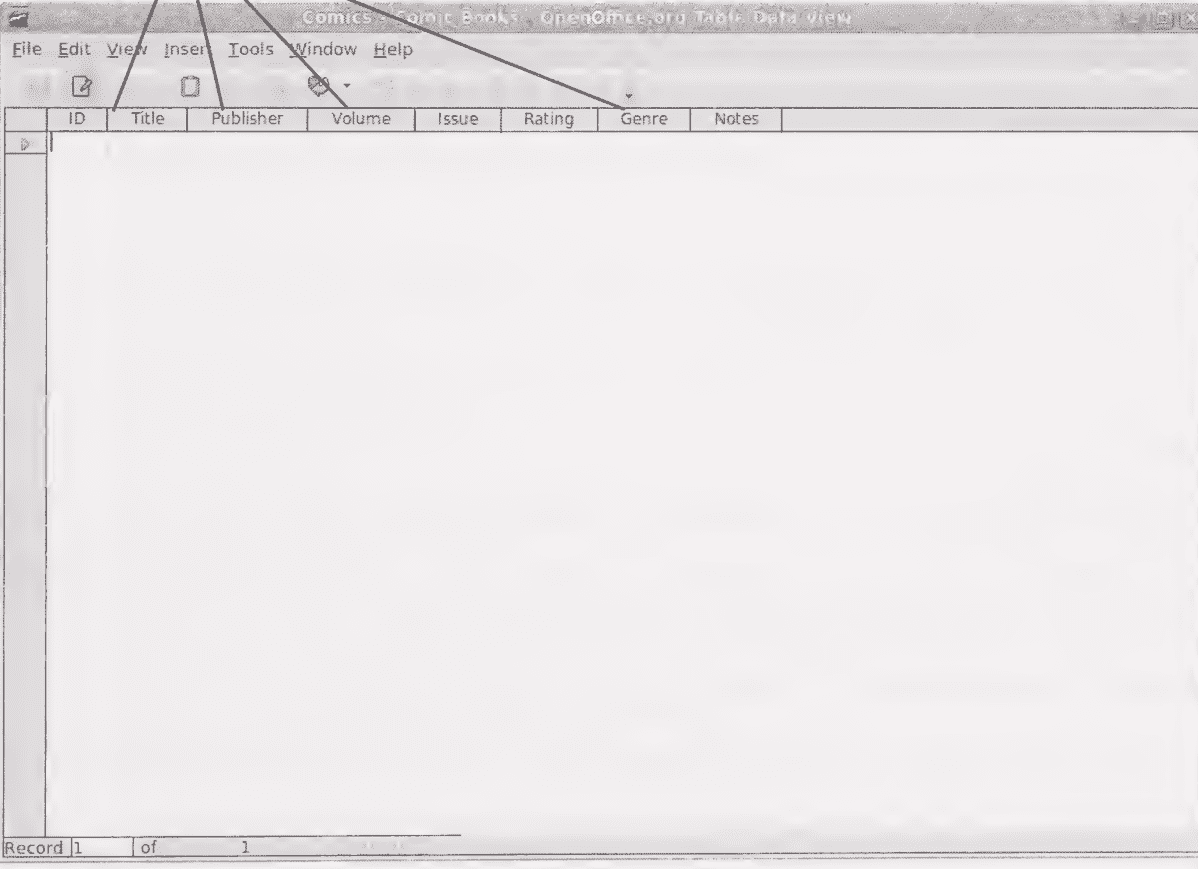 Comics - Comic Books - OpenOffice.org Table Data View
File Edit View Insert Tools Window Help
ID Title Publisher Volume Issue Rating Genre Notes
Record 1 of 1